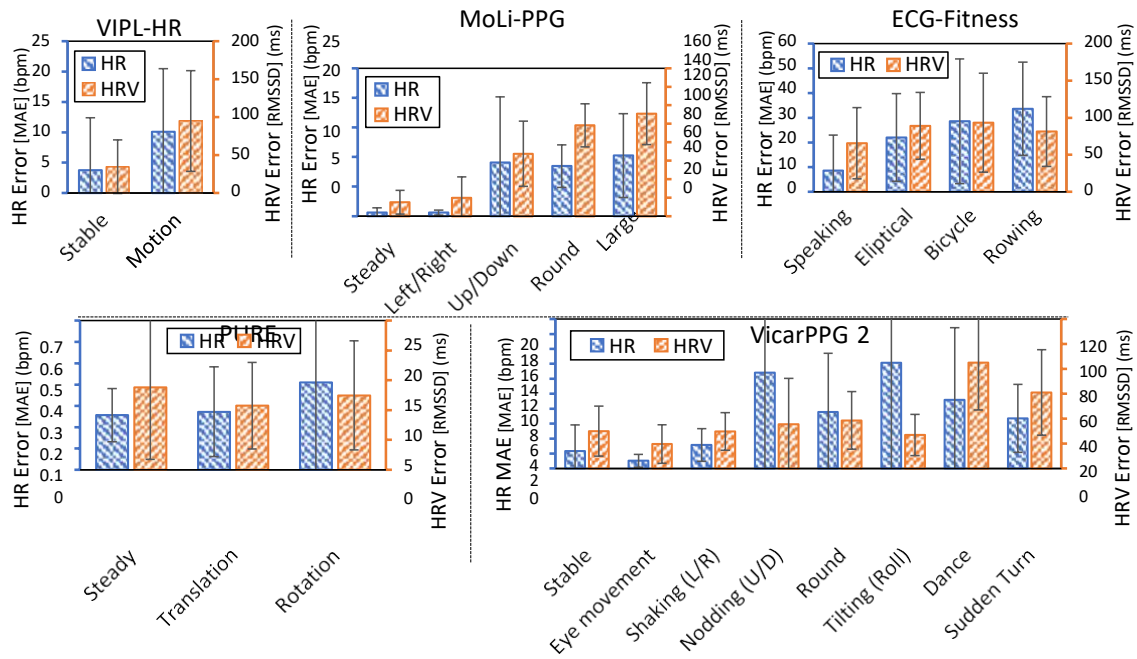 VIPL-HR
HR Error [MAE] (bpm)
25
20
15
10
5
0
HR
HRV
200
150
100
50
0
HRV Error [RMSSD] (ms)
Stable
Motion
MoLi-PPG
HR Error [MAE] (bpm)
20
15
10
5
0
HR
HRV
160
140
120
100
80
60
40
20
0
HRV Error [RMSSD] (ms)
Steady
Left/Right
Up/Down
Round
Large
ECG-Fitness
HR Error [MAE] (bpm)
60
50
40
30
20
10
0
HR
HRV
200
150
100
50
0
HRV Error [RMSSD] (ms)
Speaking
Eliptical
Bicycle
Rowing
PURE
HR Error [MAE] (bpm)
0.7
0.6
0.5
0.4
0.3
0.2
0.1
0
HR
HRV
25
20
15
10
5
0
HRV Error [RMSSD] (ms)
Steady
Translation
Rotation
VicarPPG 2
HR MAE [MAE] (bpm)
20
18
16
14
12
10
8
6
4
2
0
HR
HRV
120
100
80
60
40
20
0
HRV Error [RMSSD] (ms)
Stable
Eye movement
Shaking (L/R)
Nodding (U/D)
Round
Tilting (Roll)
Dance
Sudden Turn